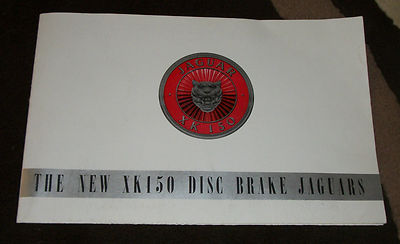 JAGUAR
XK 150
THE NEW XK150 DISC BRAKE JAGUARS